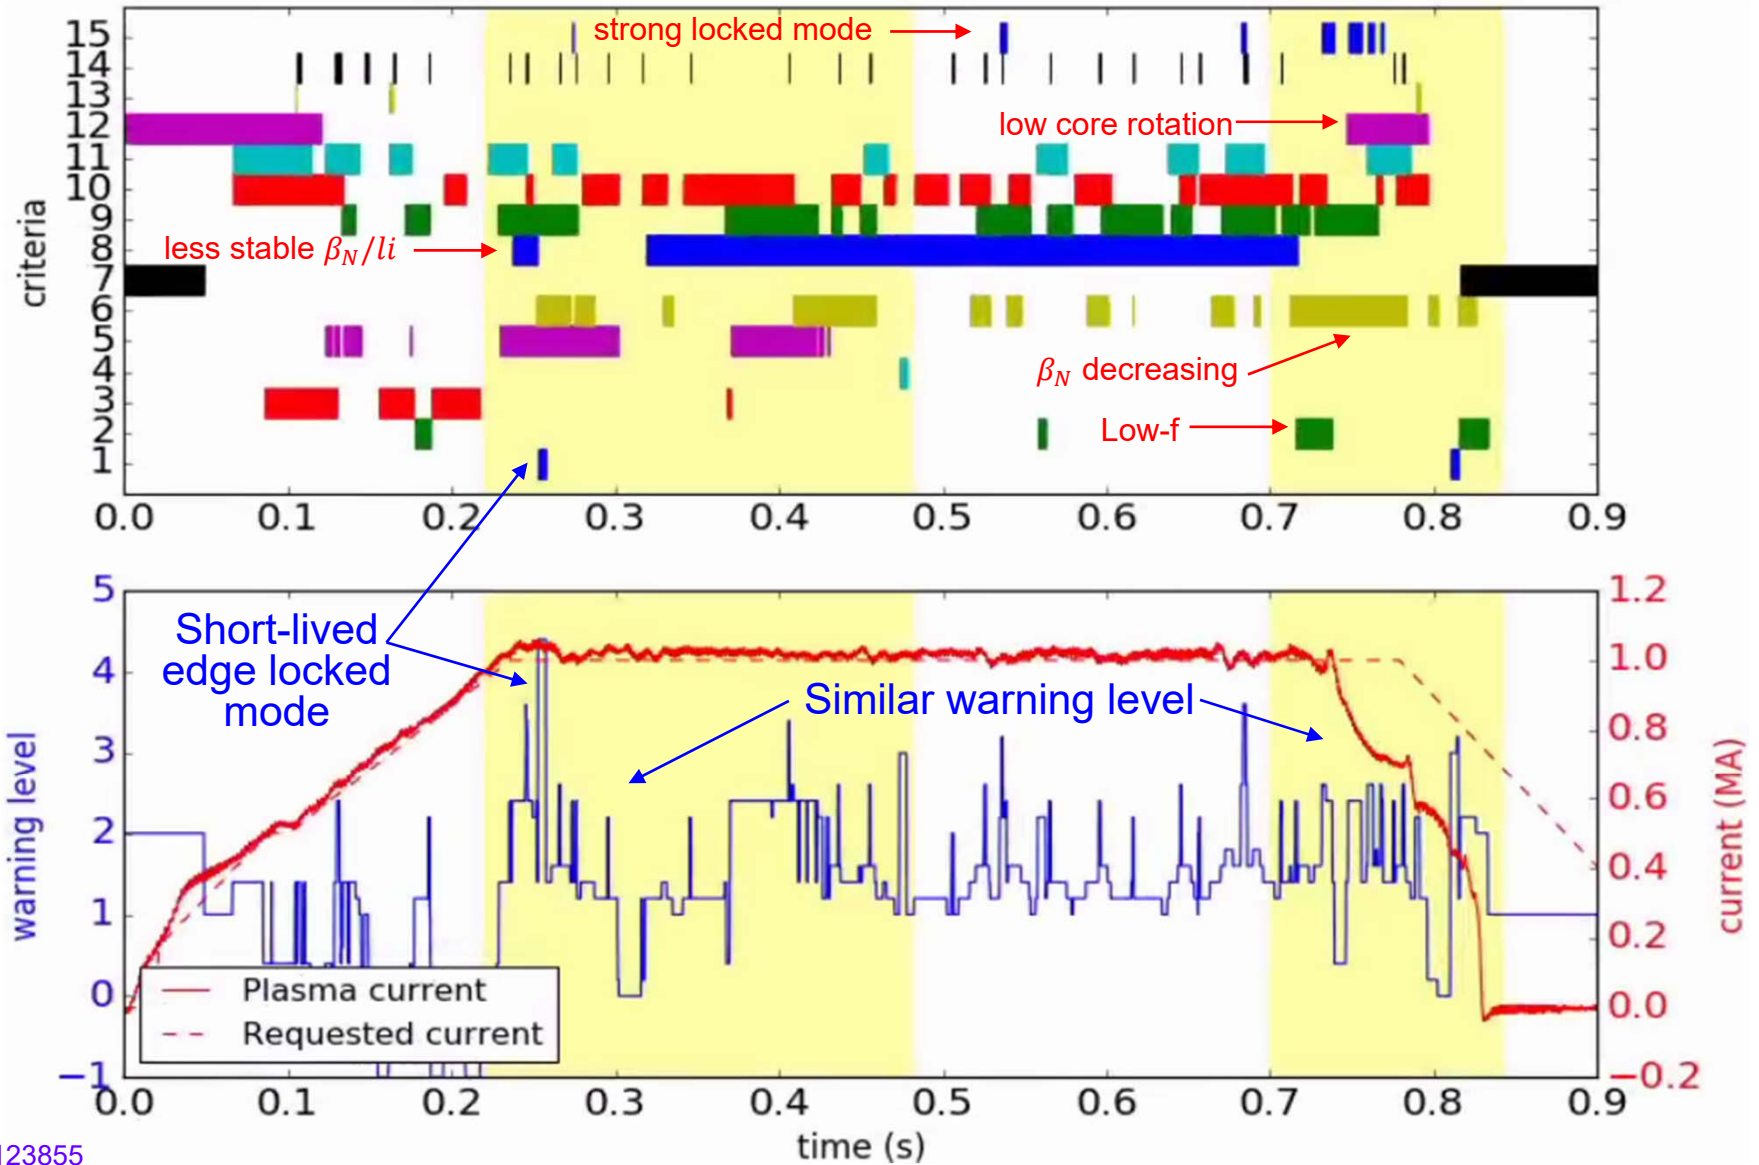 15
strong locked mode
14
13
12
low core rotation
11
10
9
8
less stable βN/li
7
6
5
4
βN decreasing
3
2
Low-f
1
criteria
0.0 0.1 0.2 0.3 0.4 0.5 0.6 0.7 0.8 0.9
5
4
3
2
1
0
−1
warning level
Short-lived
edge locked
mode
Similar warning level
1.2
1.0
0.8
0.6
0.4
0.2
0.0
−0.2
current (MA)
Plasma current
Requested current
0.0 0.1 0.2 0.3 0.4 0.5 0.6 0.7 0.8 0.9
time (s)
123855